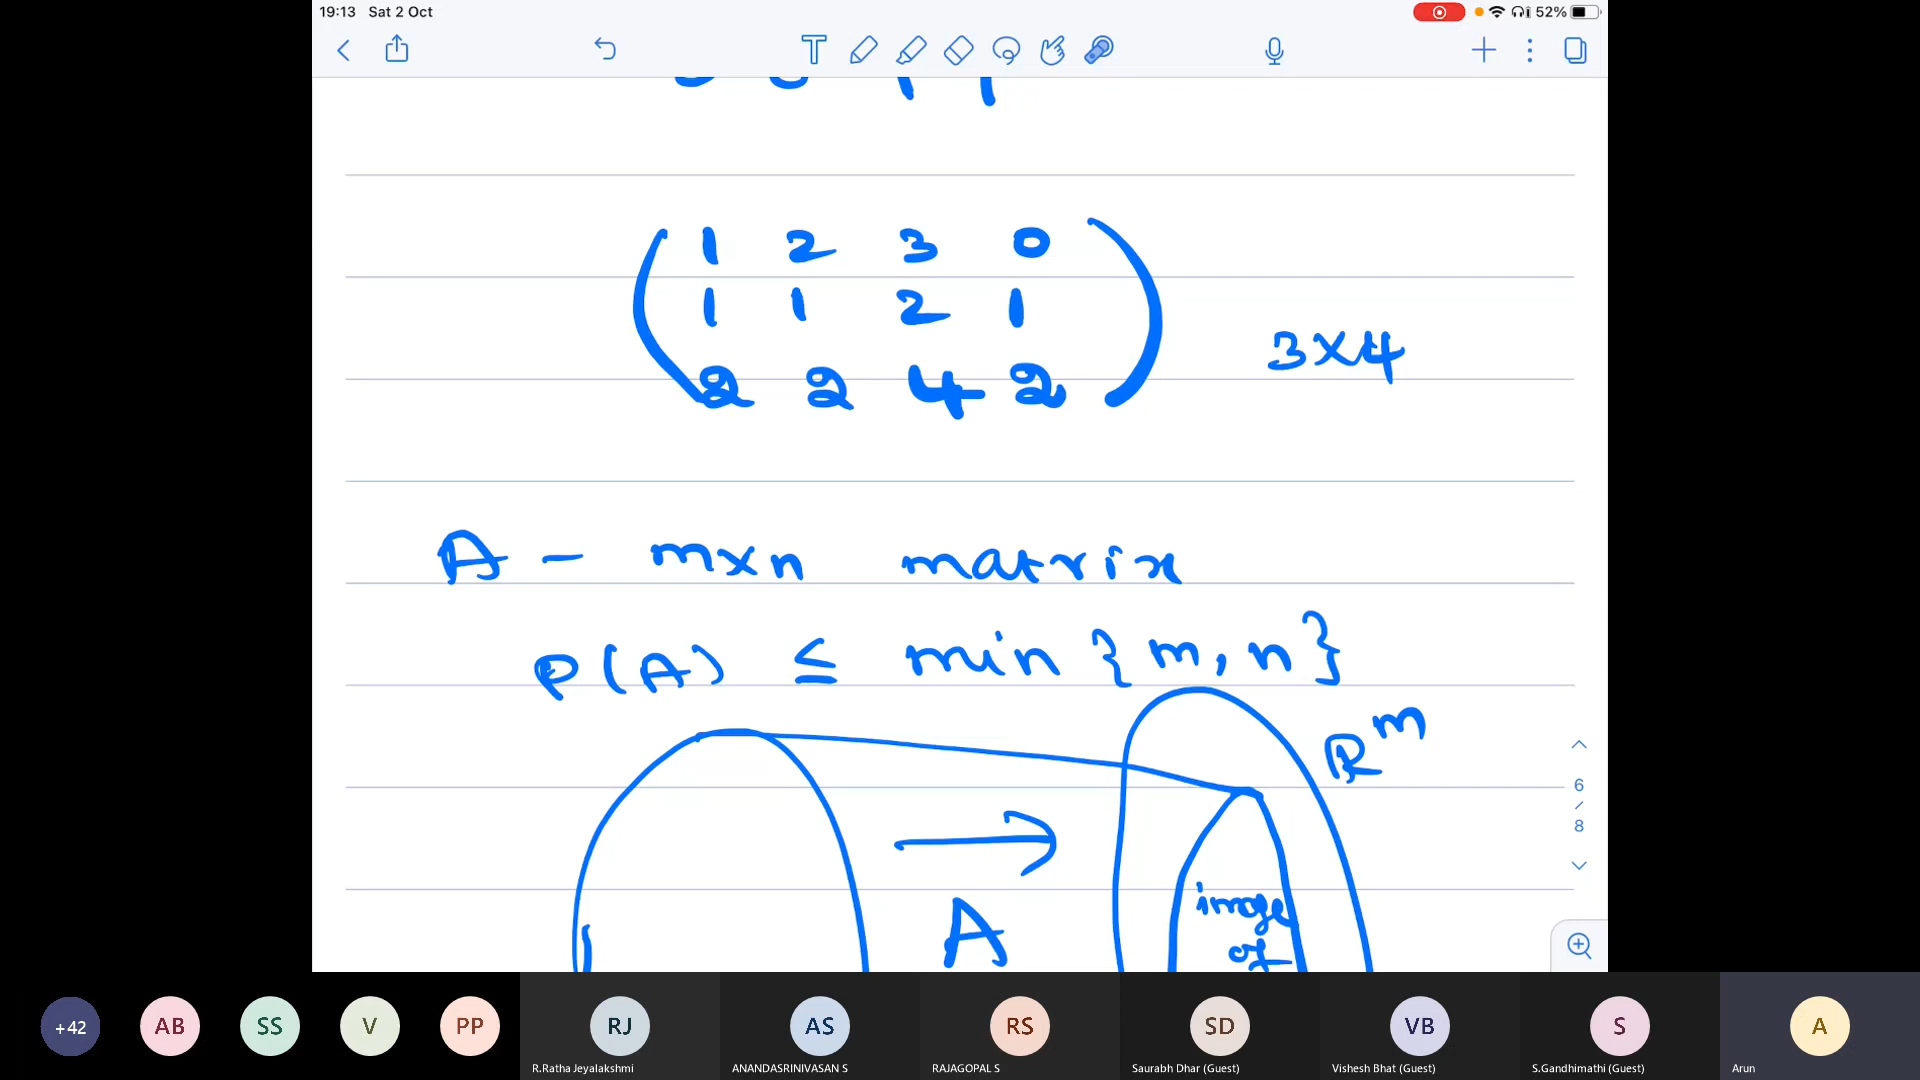 19:13 Sat 2 Oct
52%
T
1 2 3 0
1 1 2 1
2 2 4 2
3×4
A - m×n matrix
ρ(A) ≤ min {m, n}
R^m
A
image
of
6
/
8
+42
AB
SS
V
PP
RJ
AS
RS
SD
VB
S
A
R.Ratha Jeyalakshmi
ANANDASRINIVASAN S
RAJAGOPAL S
Saurabh Dhar (Guest)
Vishesh Bhat (Guest)
S.Gandhimathi (Guest)
Arun